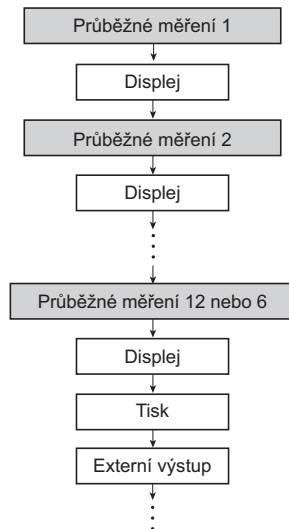 Průběžné měření 1
Displej
Průběžné měření 2
Displej
Průběžné měření 12 nebo 6
Displej
Tisk
Externí výstup